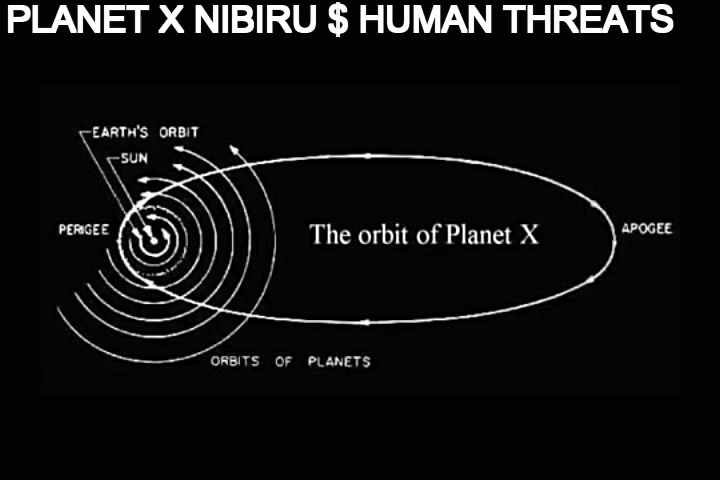 PLANET X NIBIRU $ HUMAN THREATS
EARTH'S ORBIT
SUN
PERIGEE
The orbit of Planet X
APOGEE
ORBITS OF PLANETS